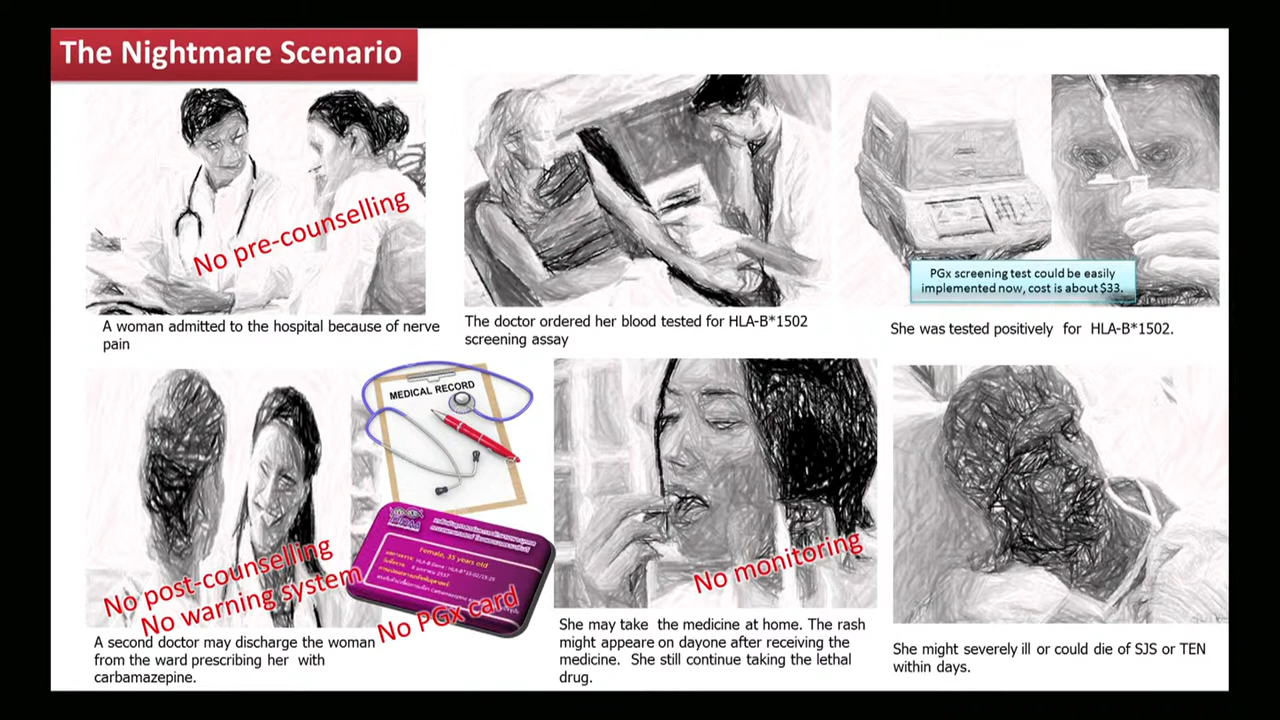 The Nightmare Scenario
No pre-counselling
A woman admitted to the hospital because of nerve
pain
The doctor ordered her blood tested for HLA-B*1502
screening assay
PGx screening test could be easily
implemented now, cost is about $33.
She was tested positively for HLA-B*1502.
No post-counselling
No warning system
A second doctor may discharge the woman
from the ward prescribing her with
carbamazepine.
MEDICAL RECORD
Female, 35 years old
No PGx card
No monitoring
She may take the medicine at home. The rash
might appeare on dayone after receiving the
medicine. She still continue taking the lethal
drug.
She might severely ill or could die of SJS or TEN
within days.